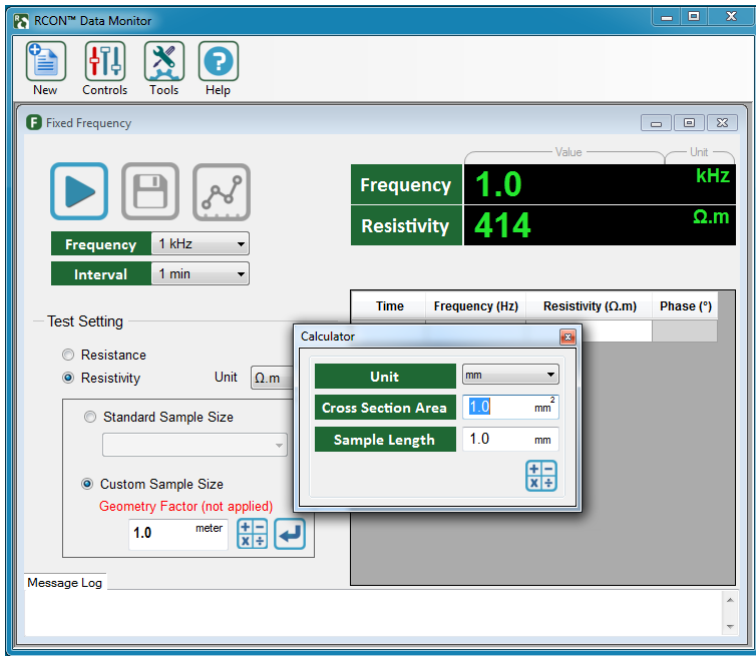 RCON™ Data Monitor
New Controls Tools Help
F Fixed Frequency
Value Unit
Frequency 1.0 kHz
Resistivity 414 Ω.m
Frequency 1 kHz
Interval 1 min
Time Frequency (Hz) Resistivity (Ω.m) Phase (°)
Test Setting
Resistance
Resistivity Unit Ω.m
Standard Sample Size
Custom Sample Size
Geometry Factor (not applied)
1.0 meter
Calculator
Unit mm
Cross Section Area 1.0 mm²
Sample Length 1.0 mm
Message Log